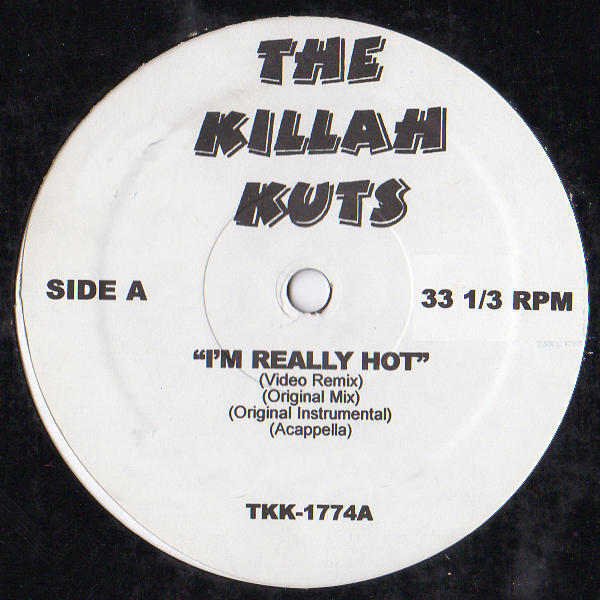 THE
KILLAH
KUTS
SIDE A
33 1/3 RPM
“I'M REALLY HOT”
(Video Remix)
(Original Mix)
(Original Instrumental)
(Acappella)
TKK-1774A